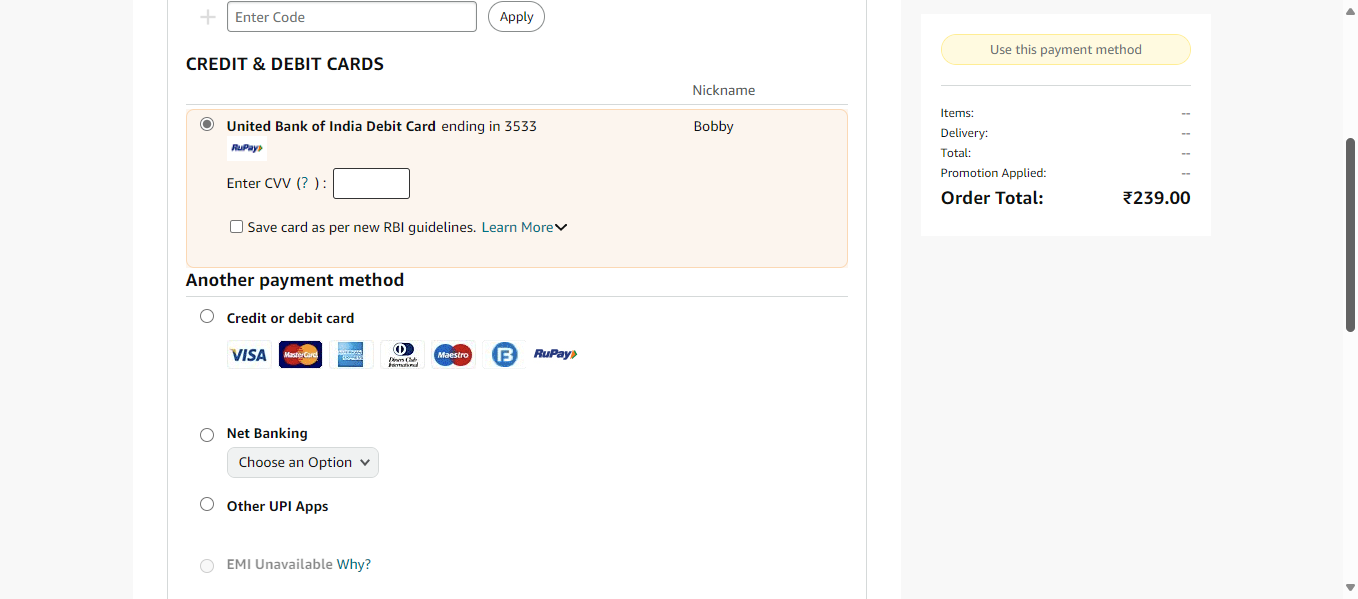 Enter Code Apply
CREDIT & DEBIT CARDS
Nickname
United Bank of India Debit Card ending in 3533 Bobby
RuPay
Enter CVV (? ) :
Save card as per new RBI guidelines. Learn More
Another payment method
Credit or debit card
VISA MasterCard AMERICAN EXPRESS Diners Club International Maestro B RuPay
Net Banking
Choose an Option
Other UPI Apps
EMI Unavailable Why?
Use this payment method
Items: --
Delivery: --
Total: --
Promotion Applied: --
Order Total: ₹239.00